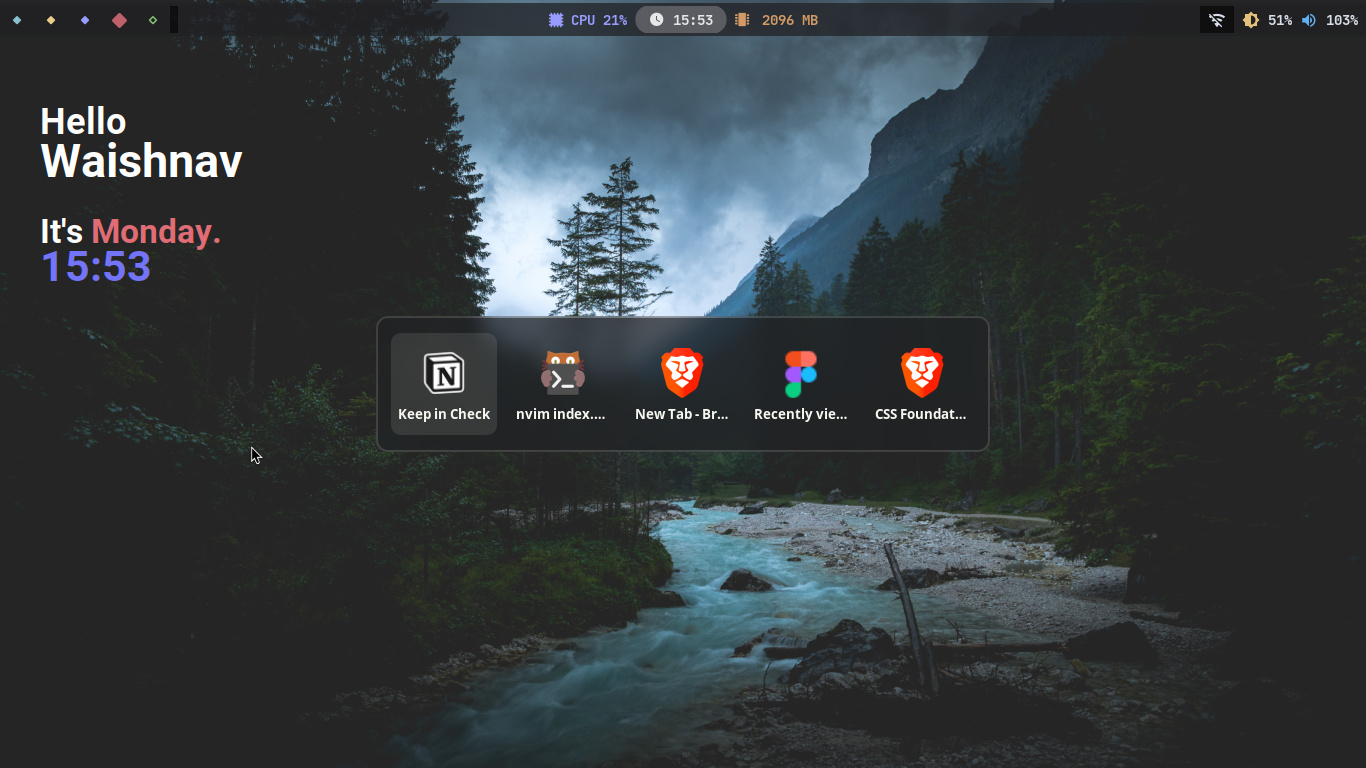 CPU 21%
15:53
2096 MB
51%
103%
Hello
Waishnav
It's Monday.
15:53
N
Keep in Check
nvim index....
New Tab - Br...
Recently vie...
CSS Foundat...